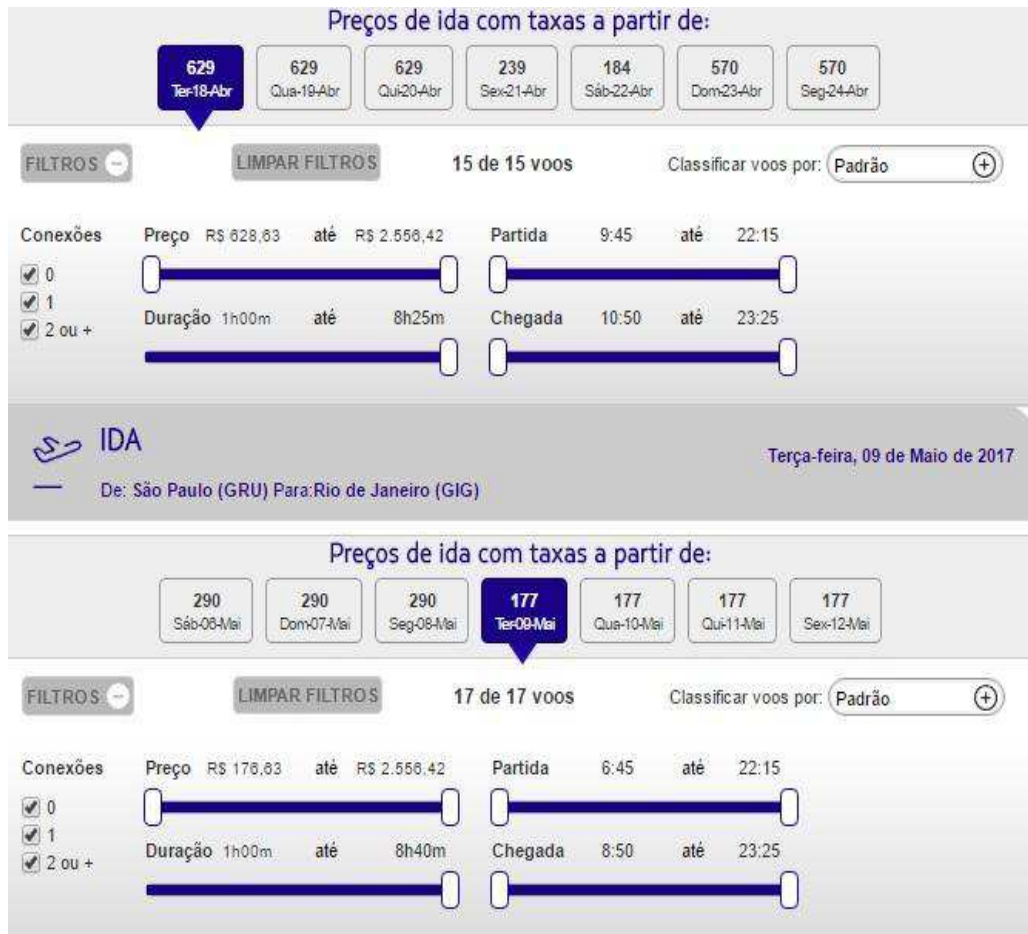 Preços de ida com taxas a partir de:
629 629 629 239 184 570 570
Ter-18-Abr Qua-19-Abr Qui-20-Abr Sex-21-Abr Sáb-22-Abr Dom-23-Abr Seg-24-Abr
FILTROS LIMPAR FILTROS 15 de 15 voos Classificar voos por: Padrão
Conexões Preço R$ 628,63 até R$ 2.556,42 Partida 9:45 até 22:15
0
1
Duração 1h00m até 8h25m Chegada 10:50 até 23:25
2 ou +
IDA
Terça-feira, 09 de Maio de 2017
De: São Paulo (GRU) Para:Rio de Janeiro (GIG)
Preços de ida com taxas a partir de:
290 290 290 177 177 177 177
Sáb-06-Mai Dom-07-Mai Seg-08-Mai Ter-09-Mai Qua-10-Mai Qui-11-Mai Sex-12-Mai
FILTROS LIMPAR FILTROS 17 de 17 voos Classificar voos por: Padrão
Conexões Preço R$ 176,63 até R$ 2.556,42 Partida 6:45 até 22:15
0
1
Duração 1h00m até 8h40m Chegada 8:50 até 23:25
2 ou +